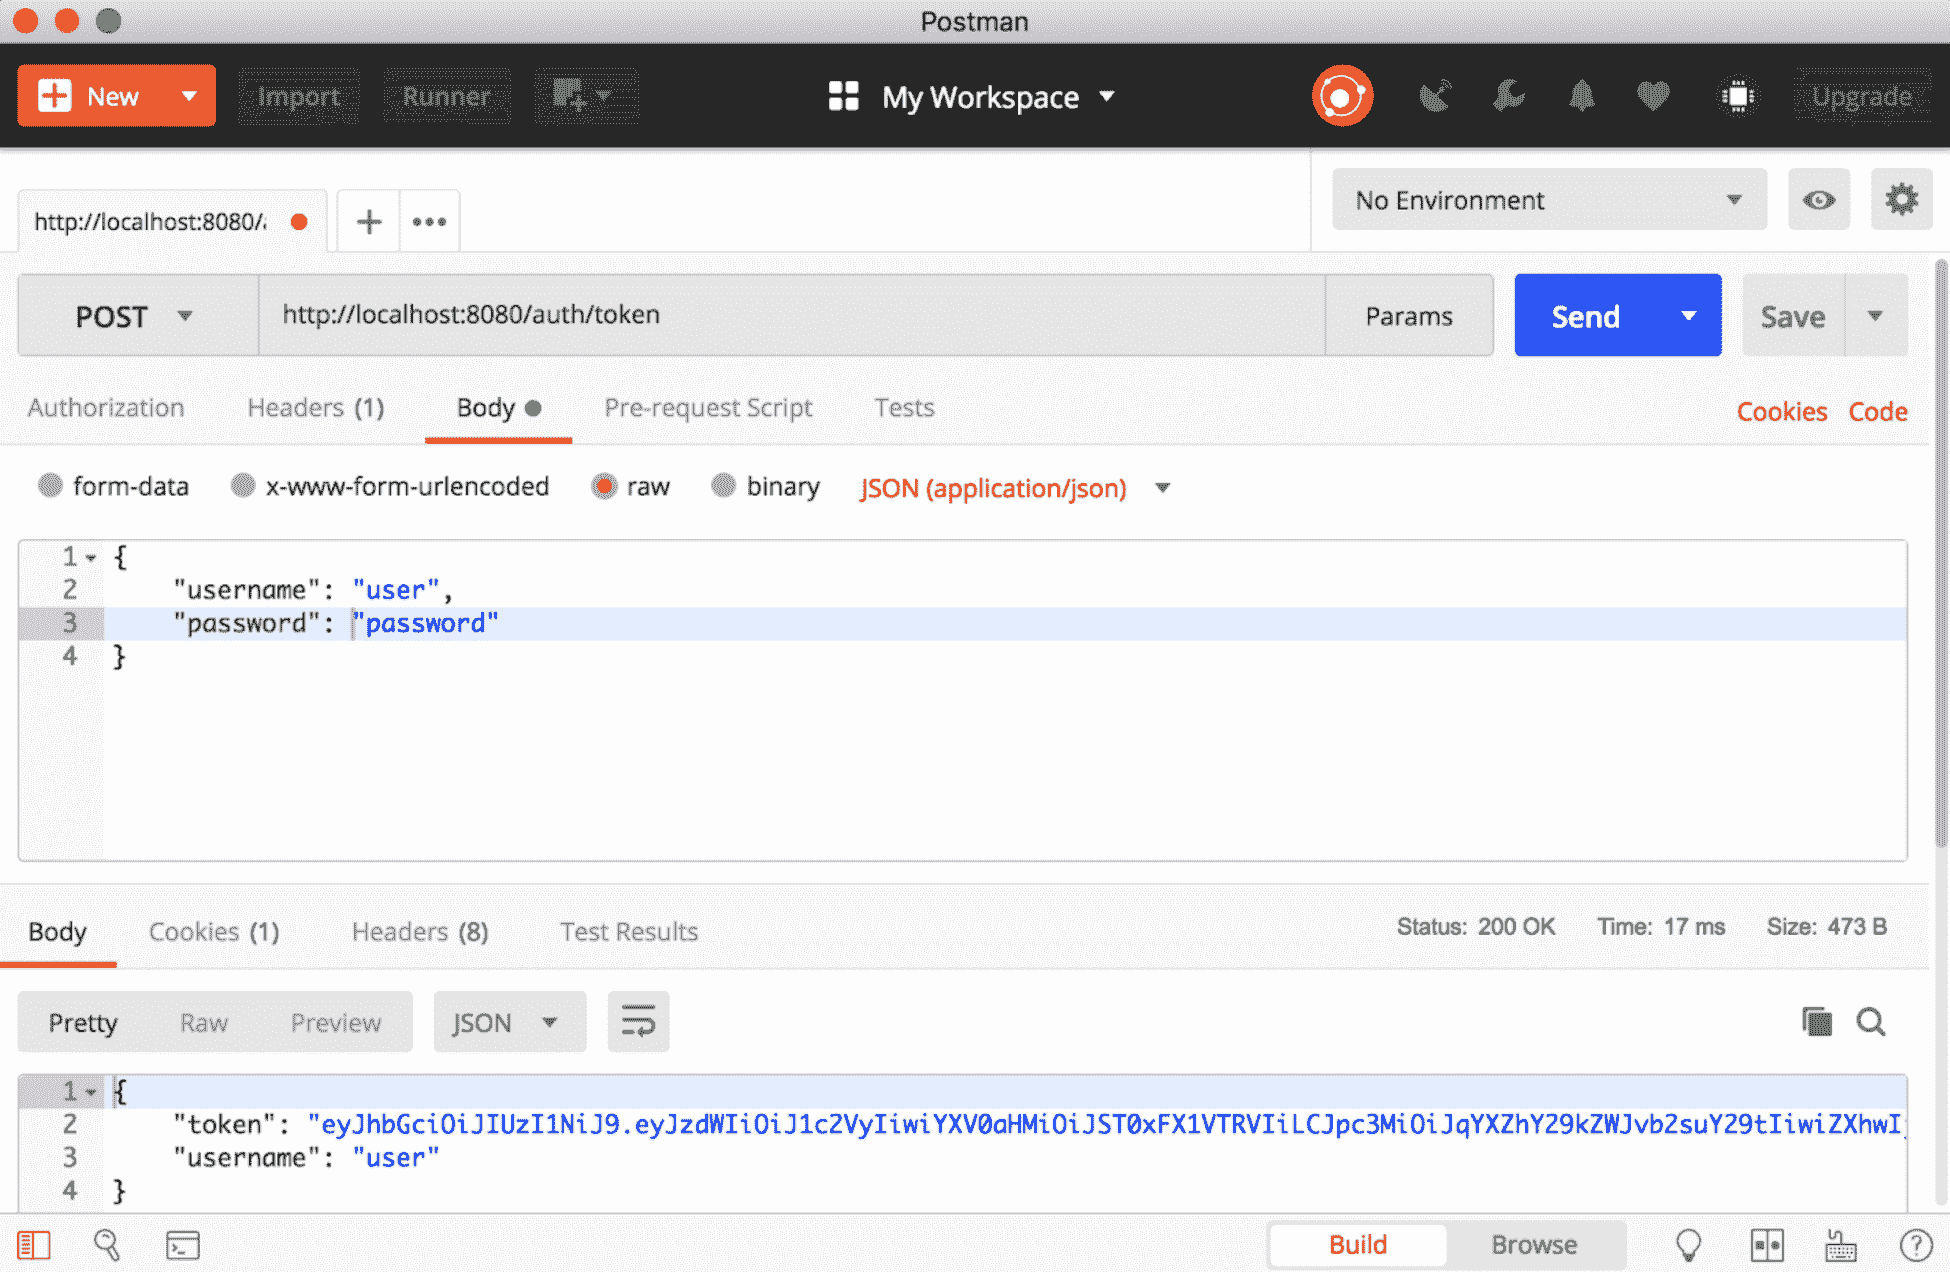 Postman
New Import Runner My Workspace Upgrade
http://localhost:8080/a No Environment
POST http://localhost:8080/auth/token Params Send Save
Authorization Headers (1) Body Pre-request Script Tests Cookies Code
form-data x-www-form-urlencoded raw binary JSON (application/json)
1 {
2 "username": "user",
3 "password": "password"
4 }
Body Cookies (1) Headers (8) Test Results Status: 200 OK Time: 17 ms Size: 473 B
Pretty Raw Preview JSON
1 {
2 "token": "eyJhbGciOiJIUzI1NiJ9.eyJzdWIiOiJ1c2VyIiwiYXV0aHMiOiJST0xFX1VTRVIiLCJpc3MiOiJqYXZhY29kZWJvb2suY29tIiwiZXhwI
3 "username": "user"
4 }
Build Browse